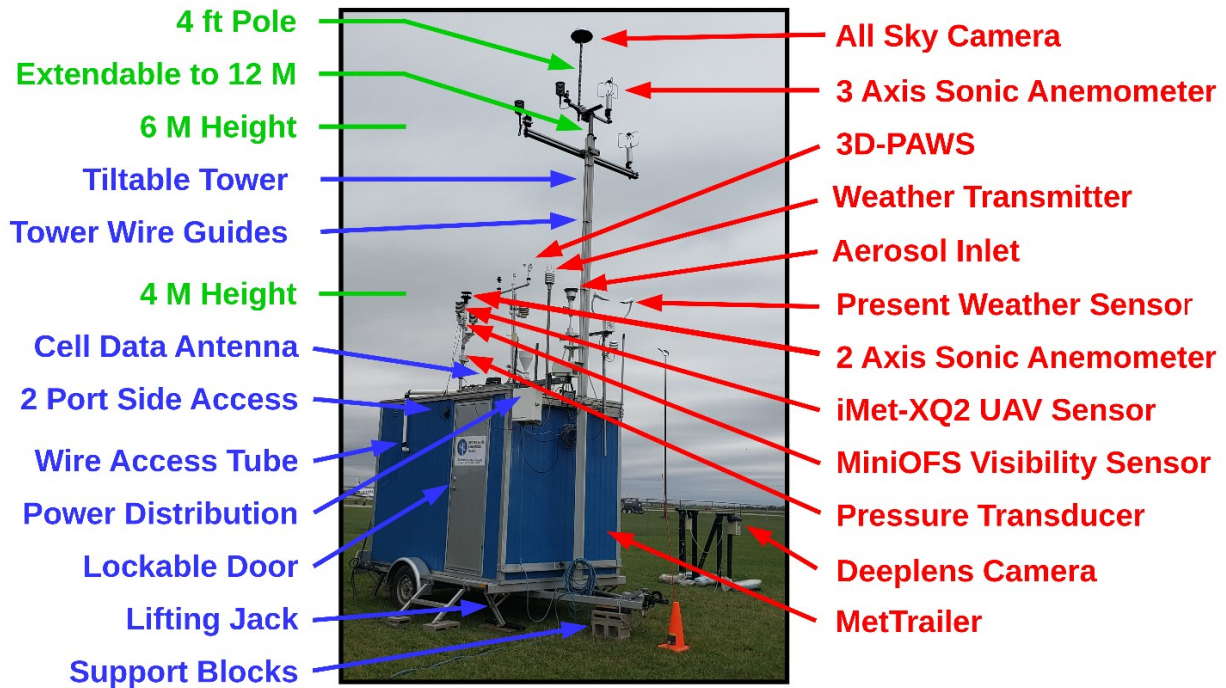 4 ft Pole
Extendable to 12 M
6 M Height
Tiltable Tower
Tower Wire Guides
4 M Height
Cell Data Antenna
2 Port Side Access
Wire Access Tube
Power Distribution
Lockable Door
Lifting Jack
Support Blocks
All Sky Camera
3 Axis Sonic Anemometer
3D-PAWS
Weather Transmitter
Aerosol Inlet
Present Weather Sensor
2 Axis Sonic Anemometer
iMet-XQ2 UAV Sensor
MiniOFS Visibility Sensor
Pressure Transducer
Deeplens Camera
MetTrailer